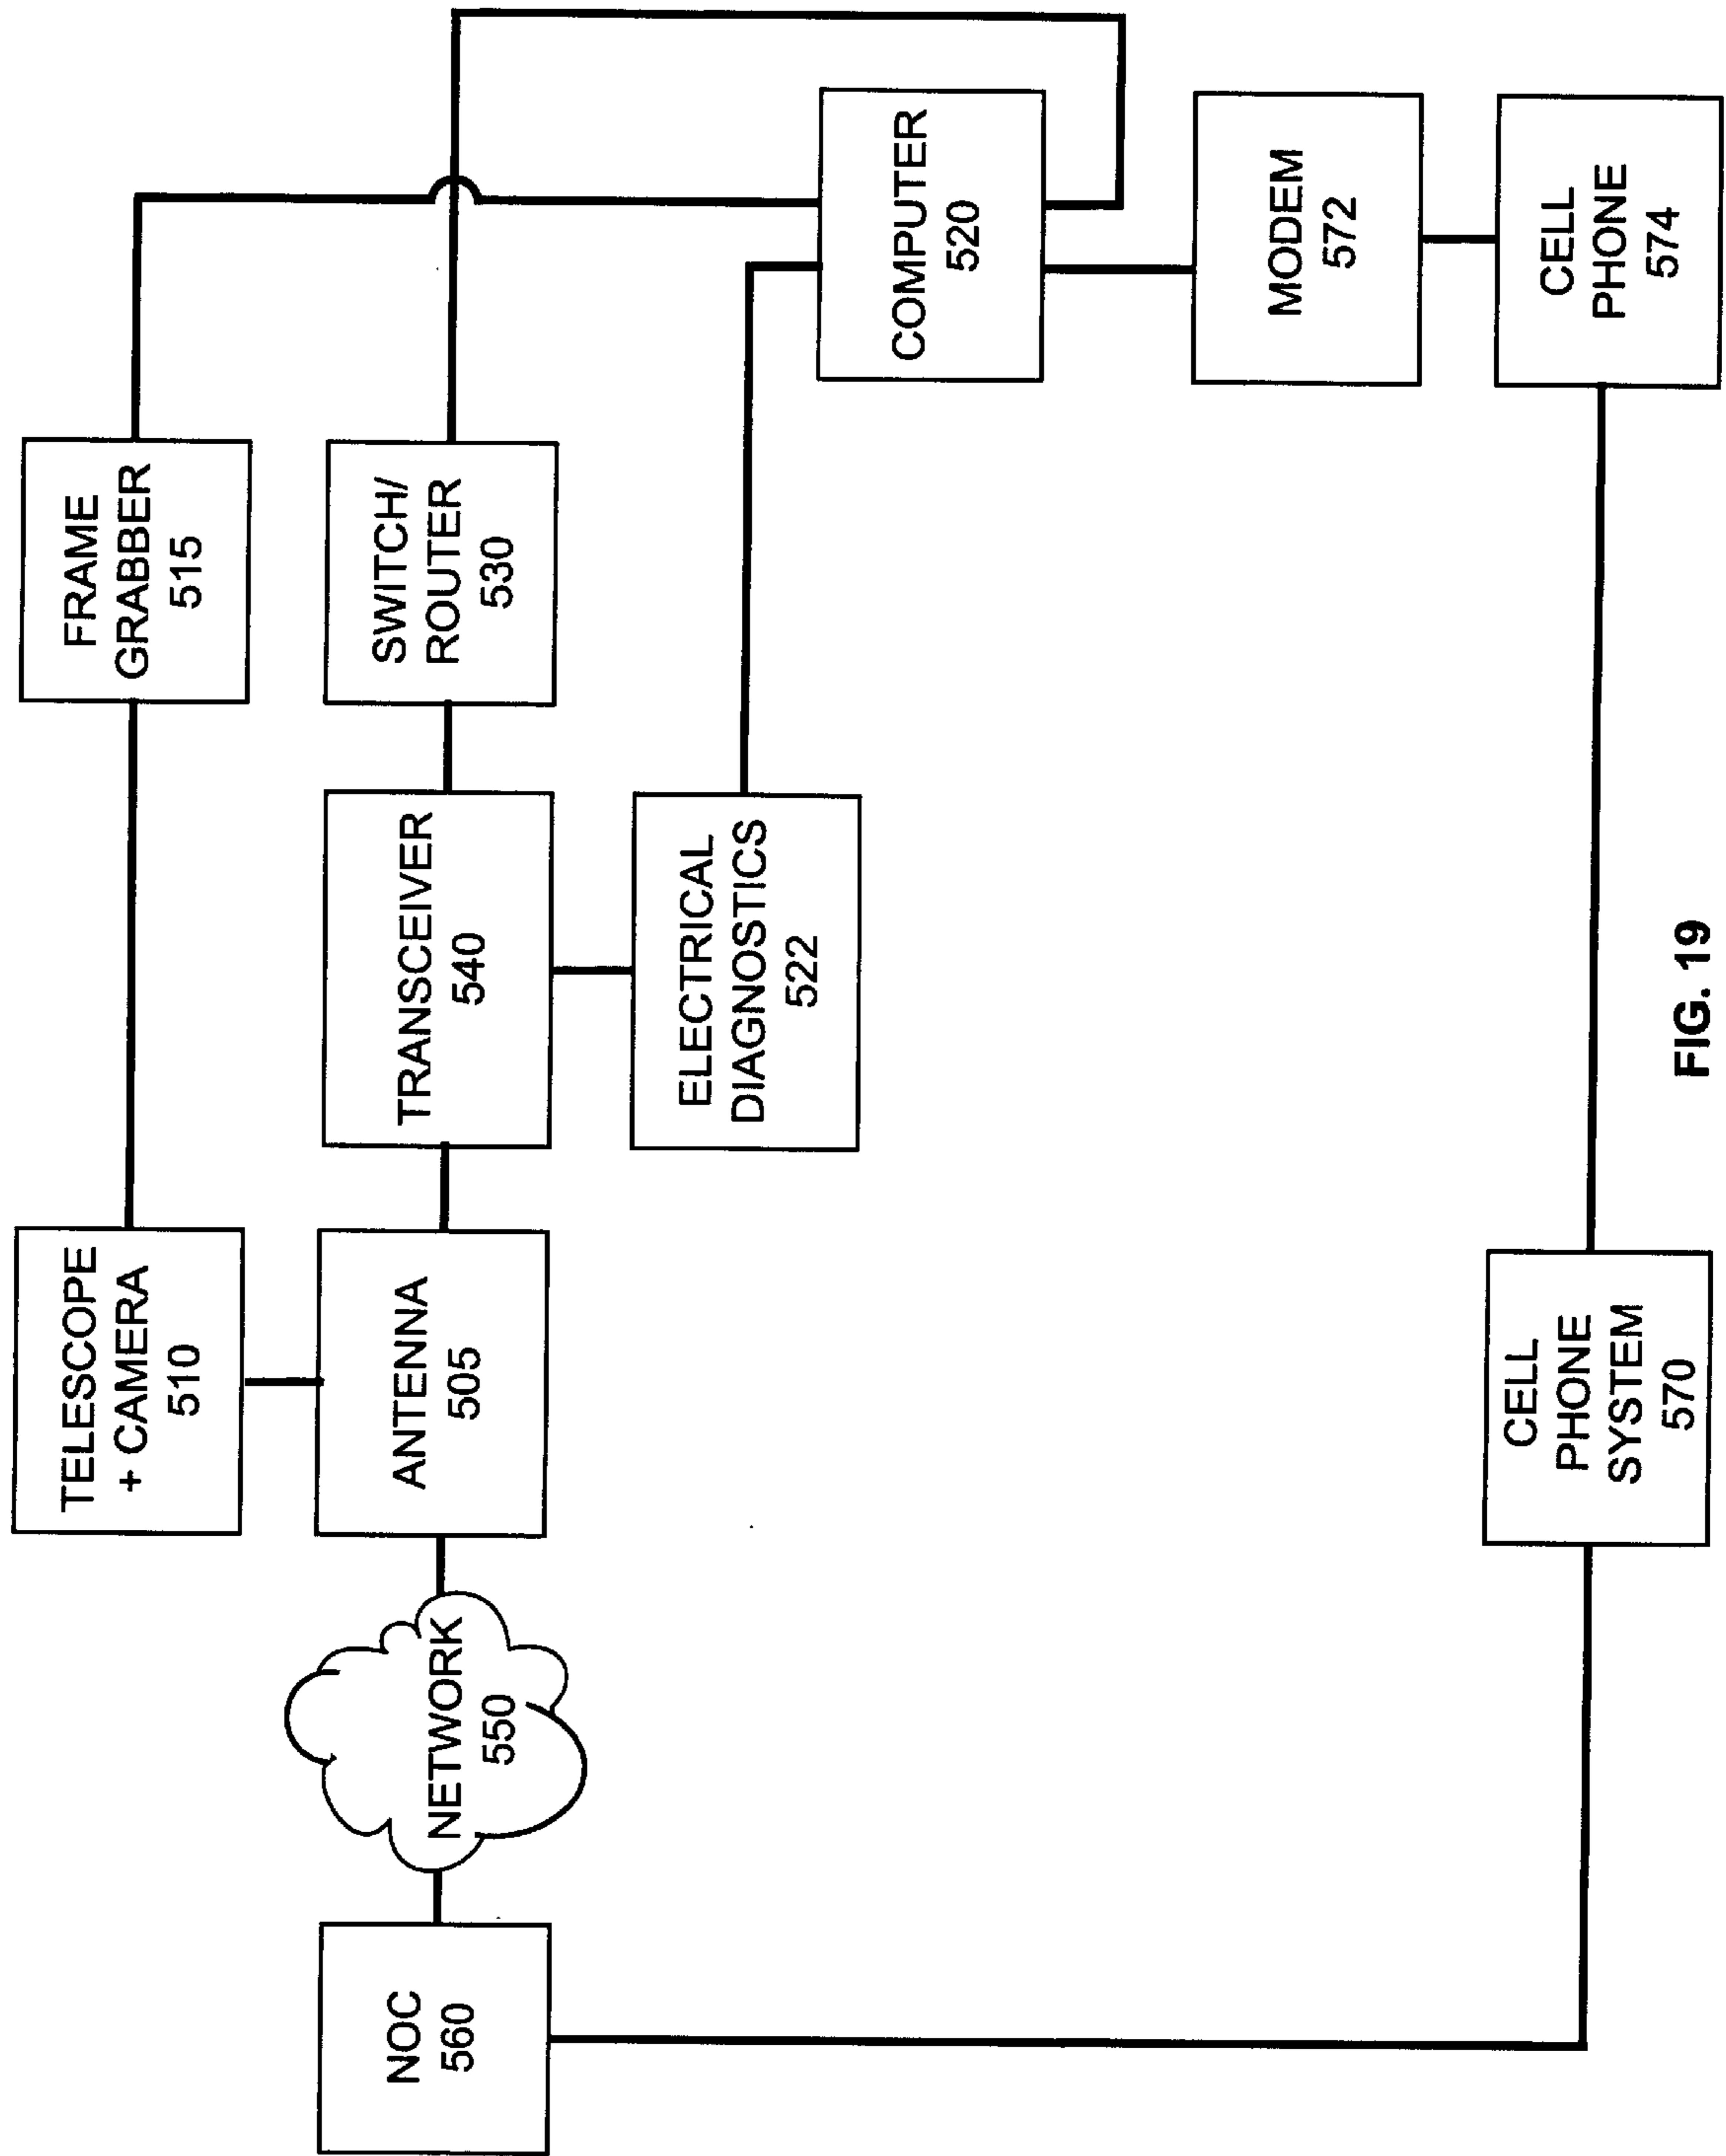 TELESCOPE
+ CAMERA
510
FRAME
GRABBER
515
NOC
560
NETWORK
550
ANTENNA
505
TRANSCEIVER
540
SWITCH/
ROUTER
530
ELECTRICAL
DIAGNOSTICS
522
COMPUTER
520
MODEM
572
CELL
PHONE
SYSTEM
570
CELL
PHONE
574
FIG. 19